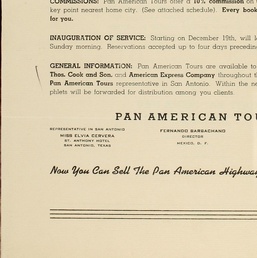 COMMISSIONS: Pan American Tours offer a 10% commission on
key point nearest home city. (See attached schedule). Every book
for you.
INAUGURATION OF SERVICE: Starting on December 19th, will l
Sunday morning. Reservations accepted up to four days precedin
GENERAL INFORMATION: Pan American Tours are available to
Thos. Cook and Son, and American Express Company throughout t
Pan American Tours representative in San Antonio. Within the ne
phlets will be forwarded for distribution among you clients.
PAN AMERICAN TOU
REPRESENTATIVE IN SAN ANTONIO
MISS ELVIA CERVERA
ST. ANTHONY HOTEL
SAN ANTONIO, TEXAS
FERNANDO BARBACHANO
DIRECTOR
MEXICO, D. F.
Now You Can Sell The Pan American Highway